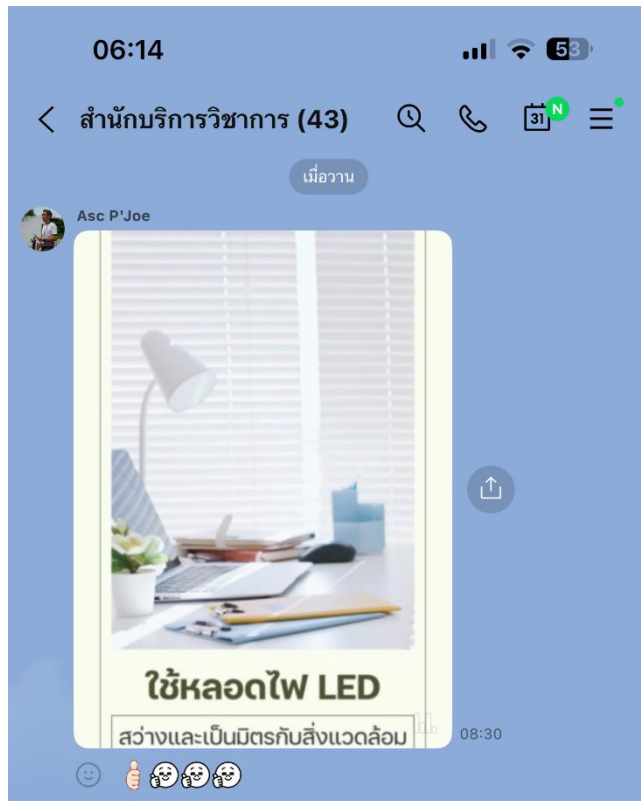 06:14
53
สำนักบริการวิชาการ (43)
31
N
เมื่อวาน
Asc P'Joe
ใช้หลอดไฟ LED
สว่างและเป็นมิตรกับสิ่งแวดล้อม
08:30